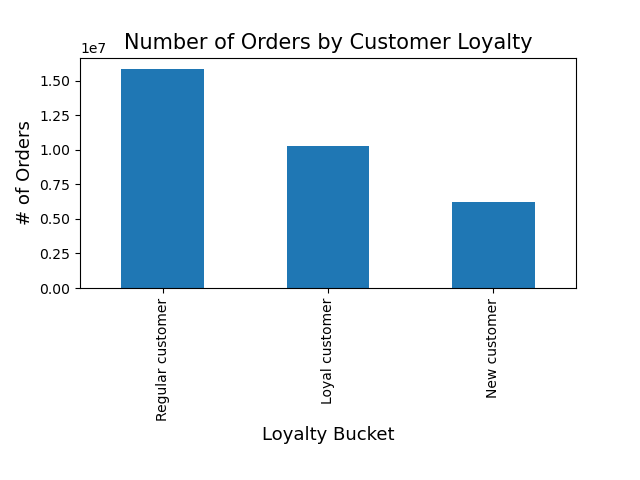 Number of Orders by Customer Loyalty
1e7
# of Orders
1.50
1.25
1.00
0.75
0.50
0.25
0.00
Regular customer
Loyal customer
New customer
Loyalty Bucket